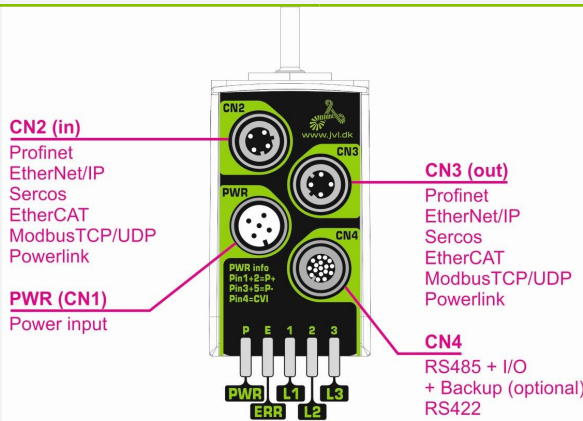 CN2 (in)
Profinet
EtherNet/IP
Sercos
EtherCAT
ModbusTCP/UDP
Powerlink
PWR (CN1)
Power input
CN2
www.jvl.dk
CN3
PWR
CN4
PWR info
Pin1+2=P+
Pin3+5=P-
Pin4=CVI
P E 1 2 3
PWR L1 L3
ERR L2
CN3 (out)
Profinet
EtherNet/IP
Sercos
EtherCAT
ModbusTCP/UDP
Powerlink
CN4
RS485 + I/O
+ Backup (optional)
RS422